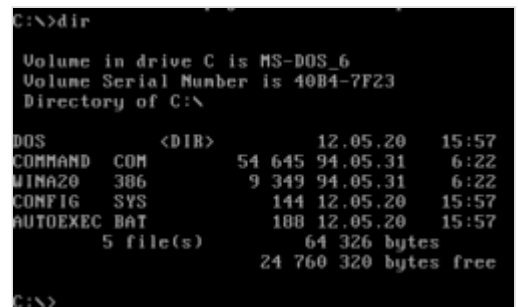 C:\>dir
Volume in drive C is MS-DOS_6
Volume Serial Number is 40B4-7F23
Directory of C:\
DOS <DIR> 12.05.20 15:57
COMMAND COM 54 645 94.05.31 6:22
WINA20 386 9 349 94.05.31 6:22
CONFIG SYS 144 12.05.20 15:57
AUTOEXEC BAT 188 12.05.20 15:57
5 file(s) 64 326 bytes
24 760 320 bytes free
C:\>